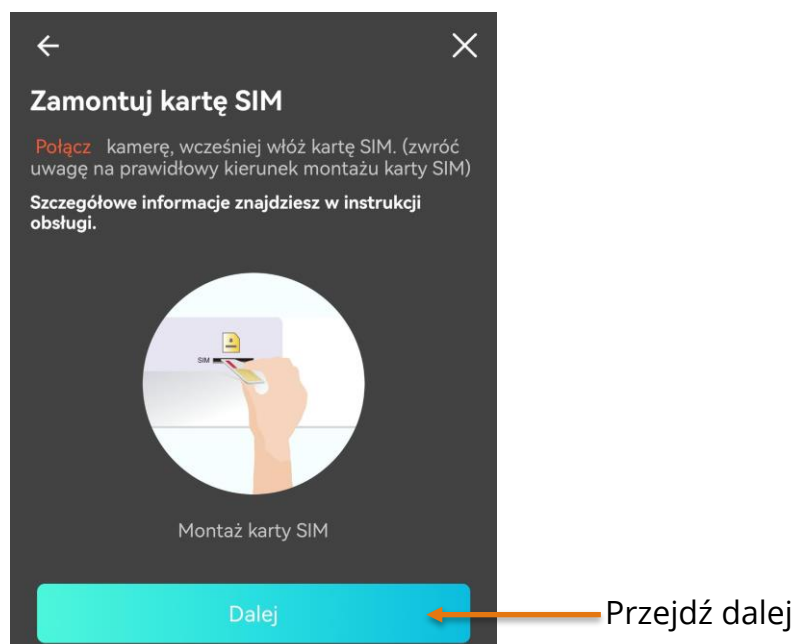 Zamontuj kartę SIM
Połącz kamerę, wcześniej włóż kartę SIM. (zwróć
uwagę na prawidłowy kierunek montażu karty SIM)
Szczegółowe informacje znajdziesz w instrukcji
obsługi.
SIM
Montaż karty SIM
Dalej
Przejdź dalej